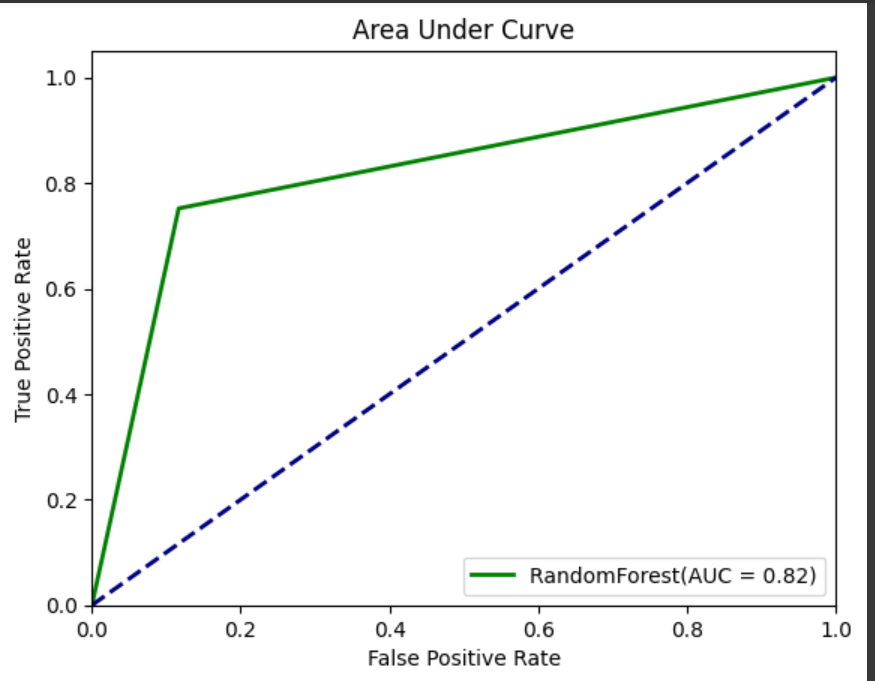 Area Under Curve
True Positive Rate
1.0
0.8
0.6
0.4
0.2
0.0
RandomForest(AUC = 0.82)
0.0 0.2 0.4 0.6 0.8 1.0
False Positive Rate